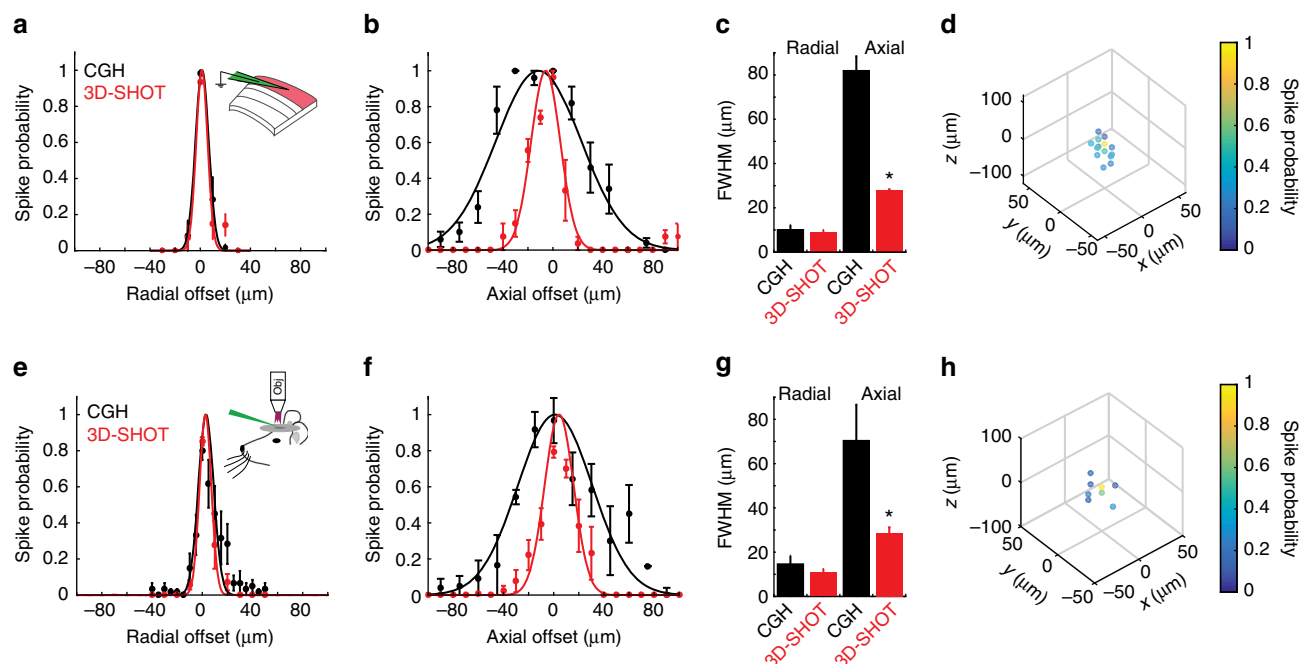 a
CGH
3D-SHOT
Spike probability
1
0.8
0.6
0.4
0.2
0
−80
−40
0
40
80
Radial offset (μm)
b
Spike probability
1
0.8
0.6
0.4
0.2
0
−80
−40
0
40
80
Axial offset (μm)
c
Radial
Axial
FWHM (μm)
80
60
40
20
0
*
CGH
3D-SHOT
CGH
3D-SHOT
d
z (μm)
100
0
−100
50
0
−50
y (μm)
50
0
−50
x (μm)
1
0.8
0.6
0.4
0.2
0
Spike probability
e
CGH
3D-SHOT
Obj
Spike probability
1
0.8
0.6
0.4
0.2
0
−80
−40
0
40
80
Radial offset (μm)
f
Spike probability
1
0.8
0.6
0.4
0.2
0
−80
−40
0
40
80
Axial offset (μm)
g
Radial
Axial
FWHM (μm)
80
60
40
20
0
*
CGH
3D-SHOT
CGH
3D-SHOT
h
z (μm)
100
0
−100
50
0
−50
y (μm)
50
0
−50
x (μm)
1
0.8
0.6
0.4
0.2
0
Spike probability